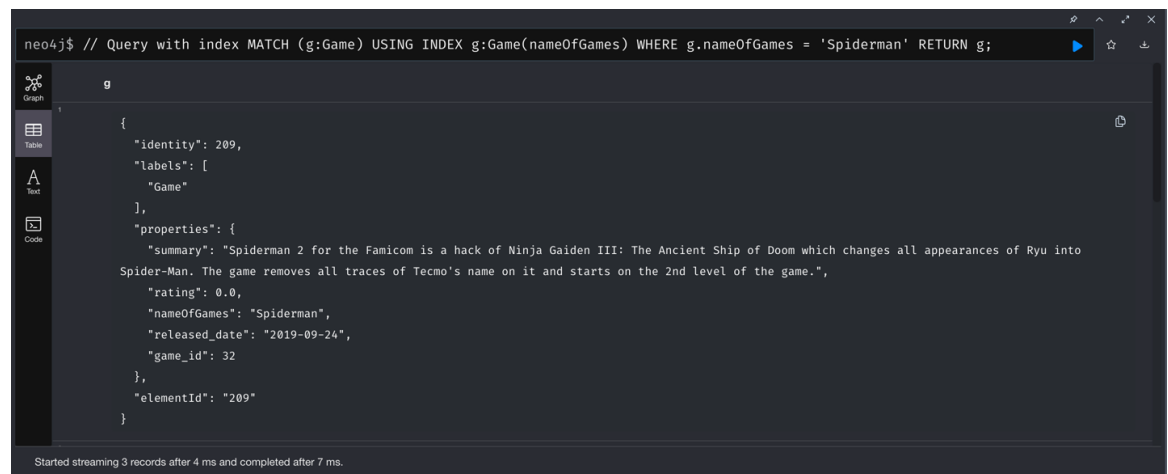 neo4j$ // Query with index MATCH (g:Game) USING INDEX g:Game(nameOfGames) WHERE g.nameOfGames = 'Spiderman' RETURN g;
Graph
Table
A
Text
Code
g
1
{
"identity": 209,
"labels": [
"Game"
],
"properties": {
"summary": "Spiderman 2 for the Famicom is a hack of Ninja Gaiden III: The Ancient Ship of Doom which changes all appearances of Ryu into
Spider-Man. The game removes all traces of Tecmo's name on it and starts on the 2nd level of the game.",
"rating": 0.0,
"nameOfGames": "Spiderman",
"released_date": "2019-09-24",
"game_id": 32
},
"elementId": "209"
}
Started streaming 3 records after 4 ms and completed after 7 ms.